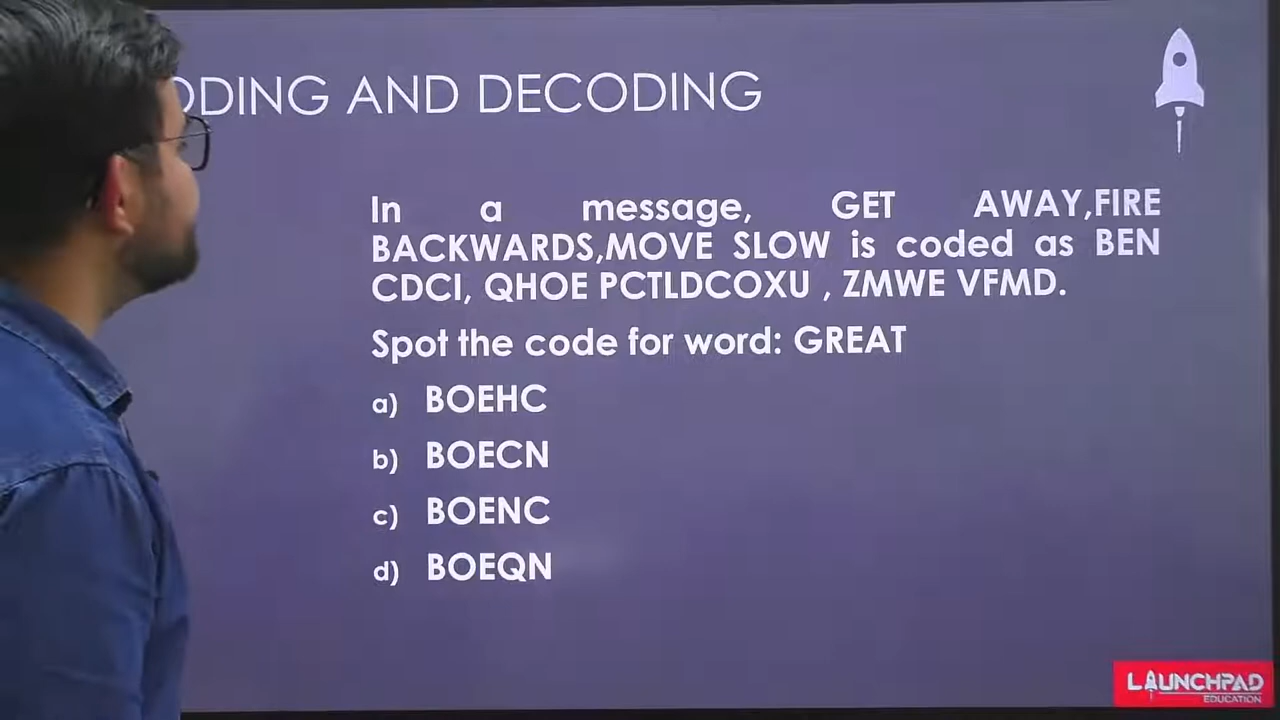 ODING AND DECODING
In a message, GET AWAY,FIRE
BACKWARDS,MOVE SLOW is coded as BEN
CDCI, QHOE PCTLDCOXU , ZMWE VFMD.
Spot the code for word: GREAT
a) BOEHC
b) BOECN
c) BOENC
d) BOEQN
LAUNCHPAD
EDUCATION